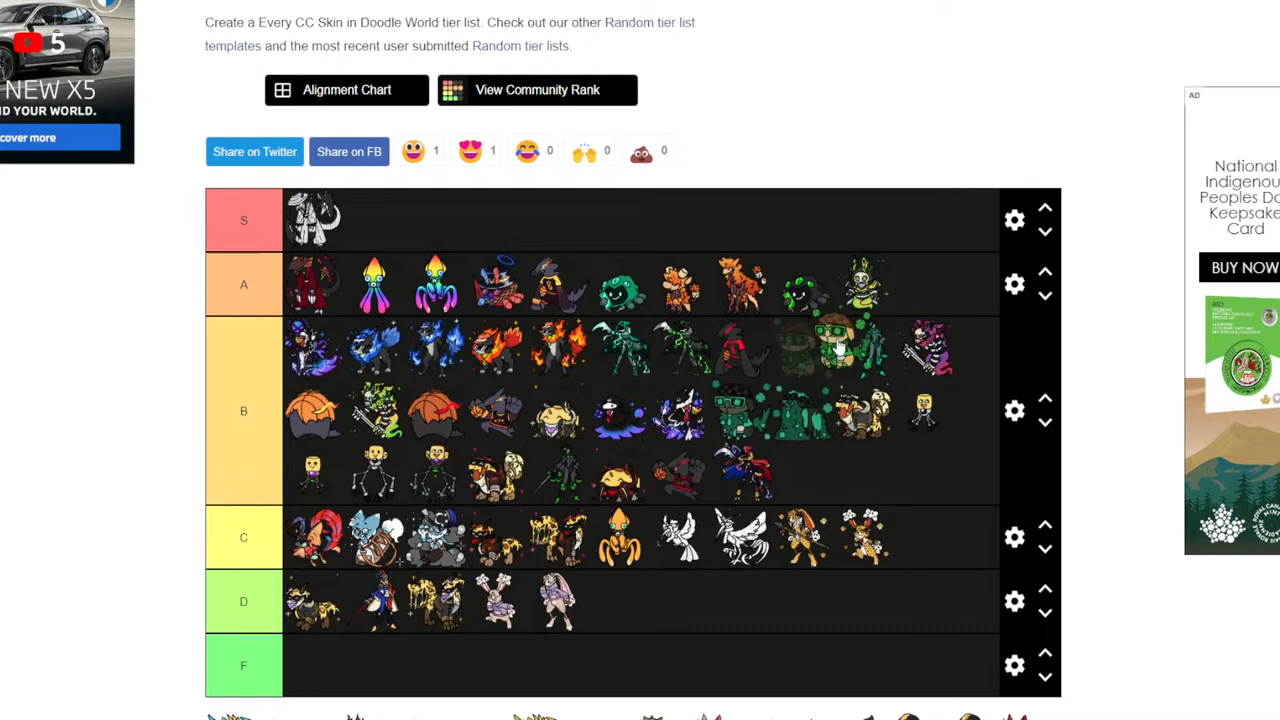 Create a Every CC Skin in Doodle World tier list. Check out our other Random tier list
templates and the most recent user submitted Random tier lists.
5
NEW X5
ND YOUR WORLD.
cover more
Alignment Chart
View Community Rank
Share on Twitter
Share on FB
1
1
0
0
0
S
A
B
C
D
F
AD
National
Indigenous
Peoples Da
Keepsake
Card
BUY NOW
2023